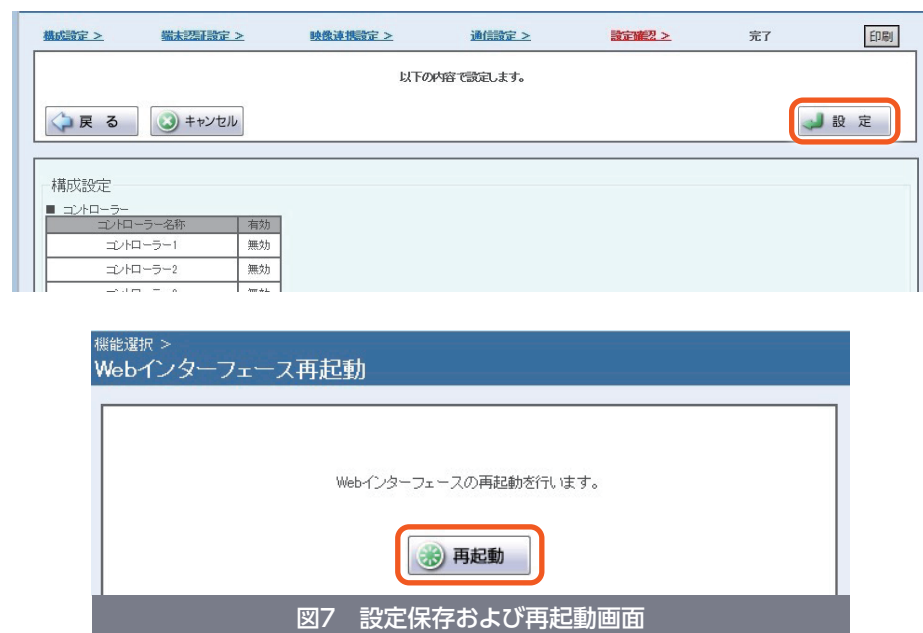 構成設定 > 端末認証設定 > 映像連携設定 > 通信設定 > 設定確認 > 完了 印刷
以下の内容で設定します。
戻 る キャンセル 設 定
構成設定
■ コントローラー
コントローラー名称 有効
コントローラー1 無効
コントローラー2 無効
機能選択 >
Webインターフェース再起動
Webインターフェースの再起動を行います。
再起動
図7 設定保存および再起動画面